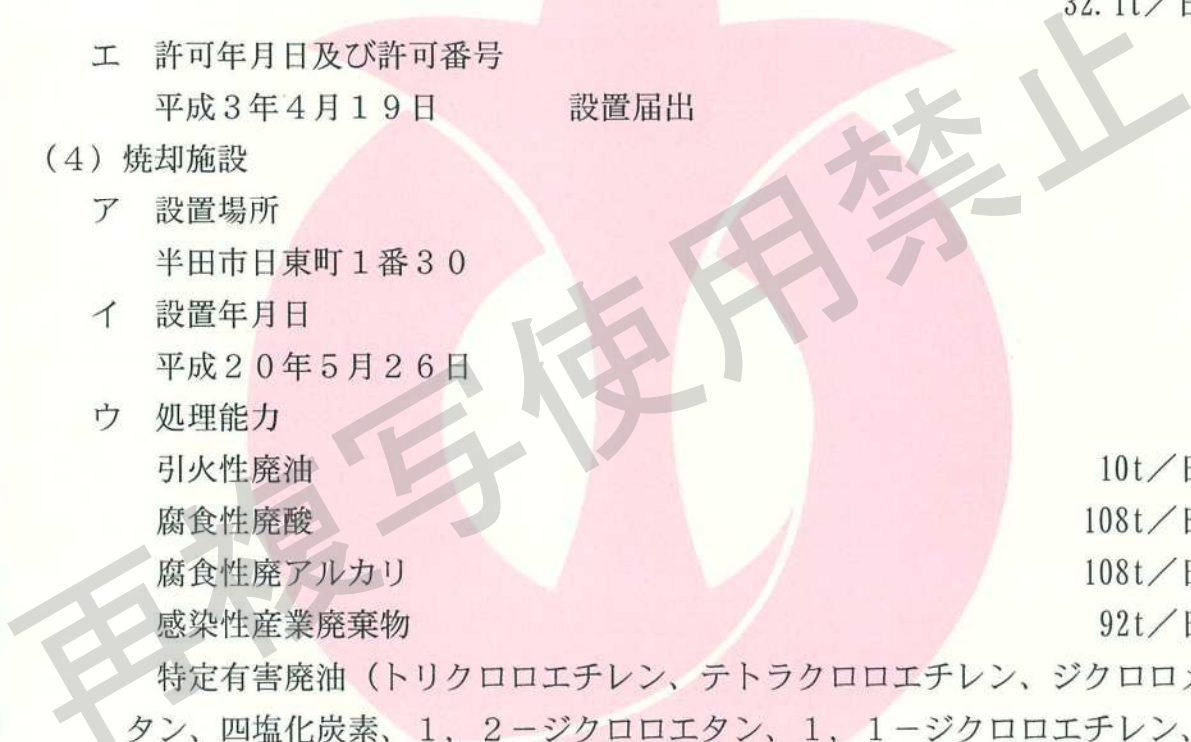 32.1t／日
エ 許可年月日及び許可番号
平成３年４月１９日 設置届出
（４）焼却施設
ア 設置場所
半田市日東町１番３０
イ 設置年月日
平成２０年５月２６日
ウ 処理能力
引火性廃油 10t／日
腐食性廃酸 108t／日
腐食性廃アルカリ 108t／日
感染性産業廃棄物 92t／日
特定有害廃油（トリクロロエチレン、テトラクロロエチレン、ジクロロメ
タン、四塩化炭素、１，２－ジクロロエタン、１，１－ジクロロエチレン、
再複写使用禁止